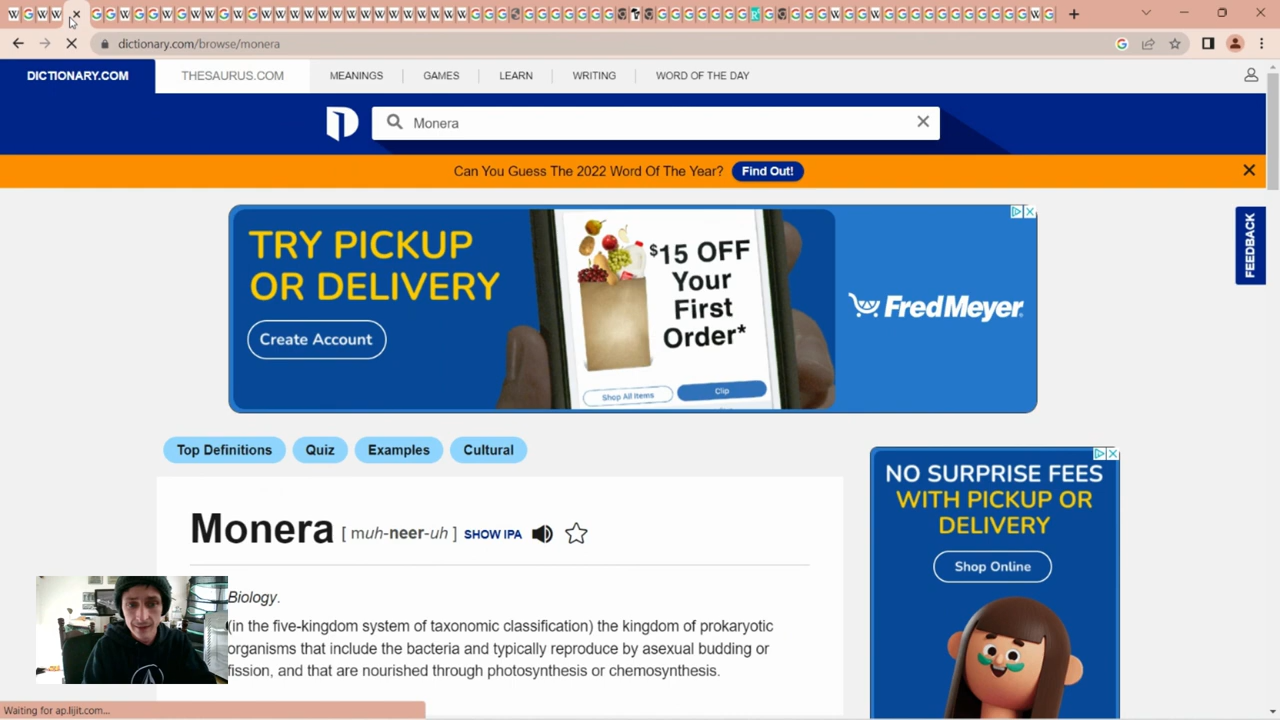 dictionary.com/browse/monera
DICTIONARY.COM
THESAURUS.COM
MEANINGS
GAMES
LEARN
WRITING
WORD OF THE DAY
Monera
Can You Guess The 2022 Word Of The Year?
Find Out!
FEEDBACK
TRY PICKUP
OR DELIVERY
Create Account
$15 OFF
Your
First
Order*
Shop All Items
Clip
Fred Meyer
Top Definitions
Quiz
Examples
Cultural
NO SURPRISE FEES
WITH PICKUP OR
DELIVERY
Shop Online
Monera [ muh-neer-uh ] SHOW IPA
Biology.
(in the five-kingdom system of taxonomic classification) the kingdom of prokaryotic
organisms that include the bacteria and typically reproduce by asexual budding or
fission, and that are nourished through photosynthesis or chemosynthesis.
Waiting for ap.lijit.com...